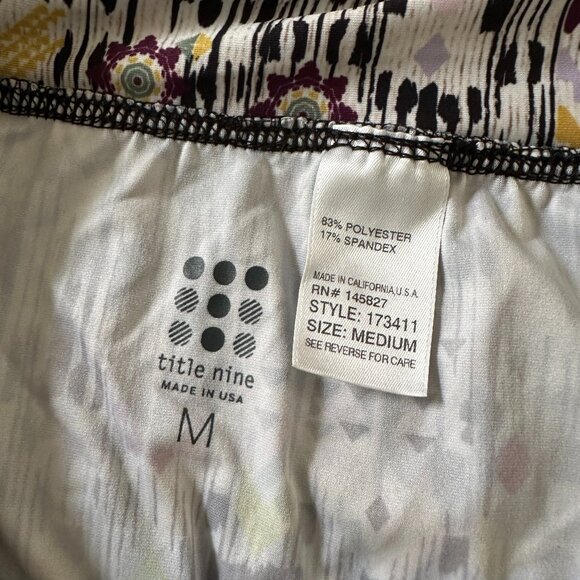 83% POLYESTER
17% SPANDEX
MADE IN CALIFORNIA,U.S.A.
RN# 145827
STYLE: 173411
SIZE: MEDIUM
SEE REVERSE FOR CARE
title nine
MADE IN USA
M